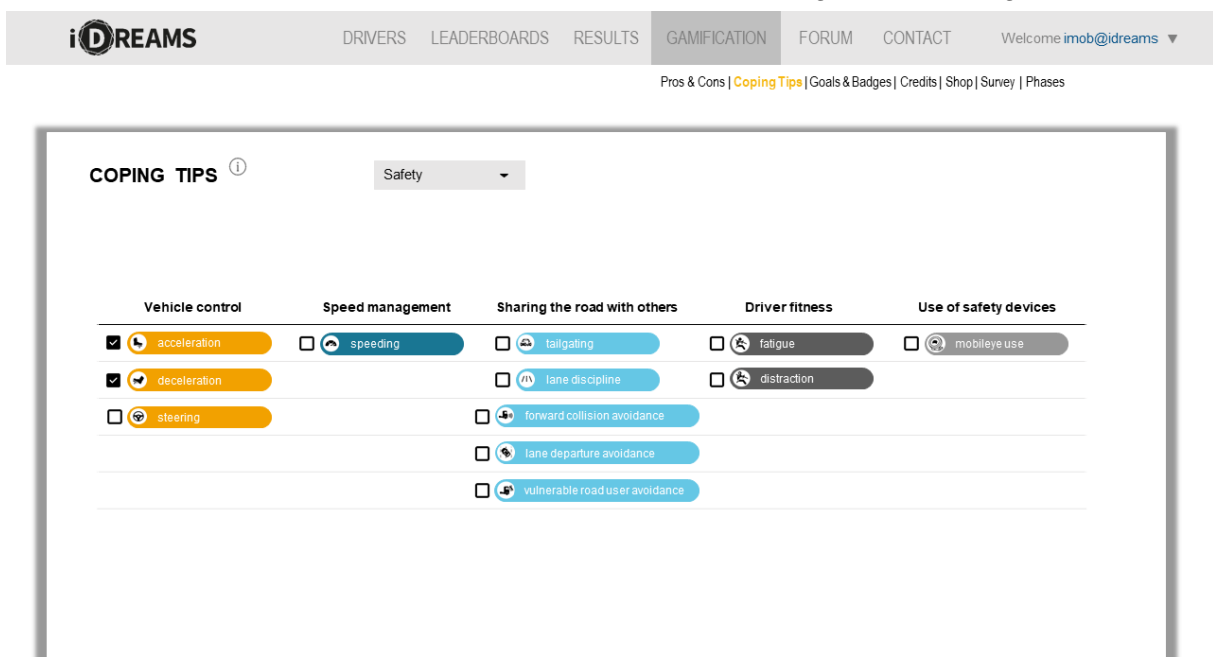 iDREAMS DRIVERS LEADERBOARDS RESULTS GAMIFICATION FORUM CONTACT Welcome imob@idreams ▼
Pros & Cons | Coping Tips | Goals & Badges | Credits | Shop | Survey | Phases
COPING TIPS i Safety
Vehicle control Speed management Sharing the road with others Driver fitness Use of safety devices
acceleration speeding tailgating fatigue mobileye use
deceleration lane discipline distraction
steering forward collision avoidance
lane departure avoidance
vulnerable road user avoidance